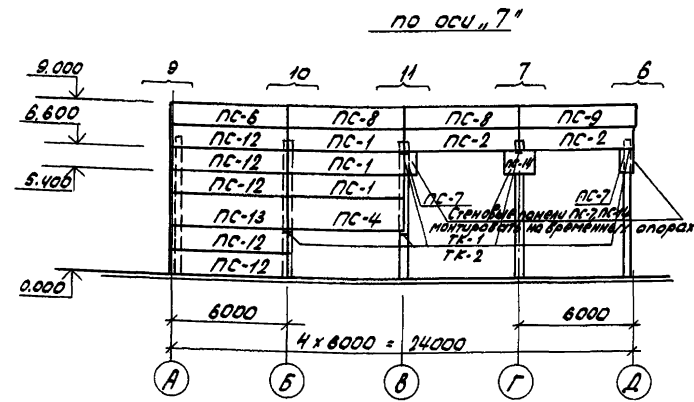 по оси „7"
9 10 11 7 6
9.000
6,600
5.400
0.000
ПС-6 ПС-8 ПС-8 ПС-9
ПС-12 ПС-1 ПС-2 ПС-2
ПС-12 ПС-1 ПС-14
ПС-12 ПС-1 ПС-7 ПС-7
ПС-13 ПС-4
Стеновые панели ПС-7, ПС-14
монтировать на временных опорах
ПС-12 ТК-1
ТК-2
ПС-12
6000 6000
4 х 6000 = 24000
А Б В Г Д